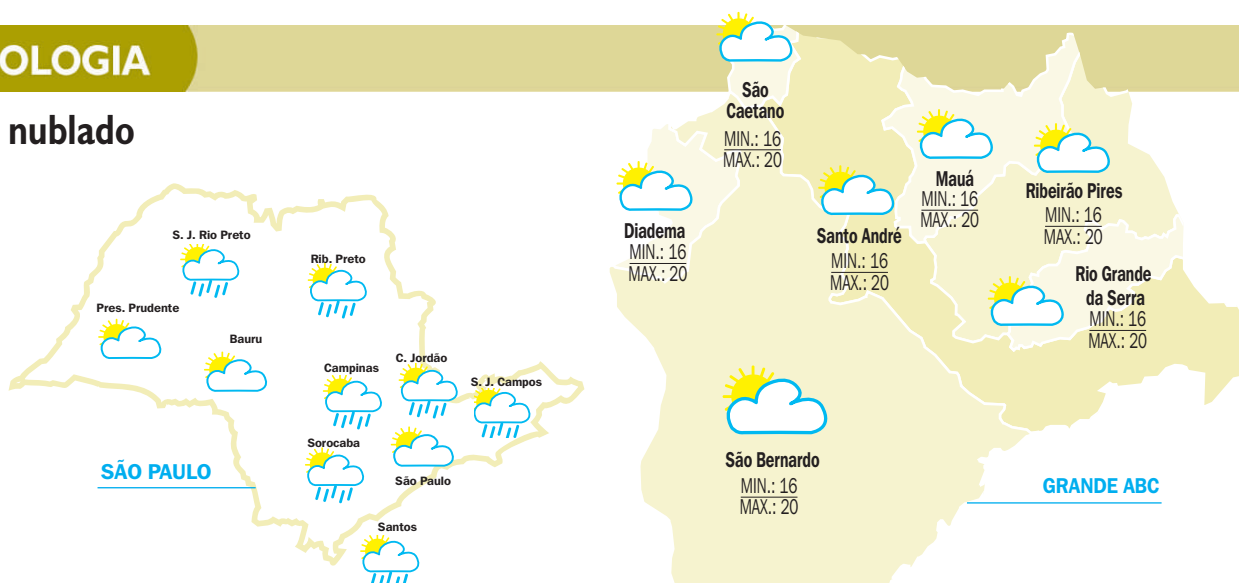 OLOGIA
nublado
S. J. Rio Preto
Rib. Preto
Pres. Prudente
Bauru
Campinas
C. Jordão
S. J. Campos
Sorocaba
São Paulo
Santos
SÃO PAULO
São
Caetano
MIN.: 16
MAX.: 20
Diadema
MIN.: 16
MAX.: 20
Santo André
MIN.: 16
MAX.: 20
Mauá
MIN.: 16
MAX.: 20
Ribeirão Pires
MIN.: 16
MAX.: 20
Rio Grande
da Serra
MIN.: 16
MAX.: 20
São Bernardo
MIN.: 16
MAX.: 20
GRANDE ABC